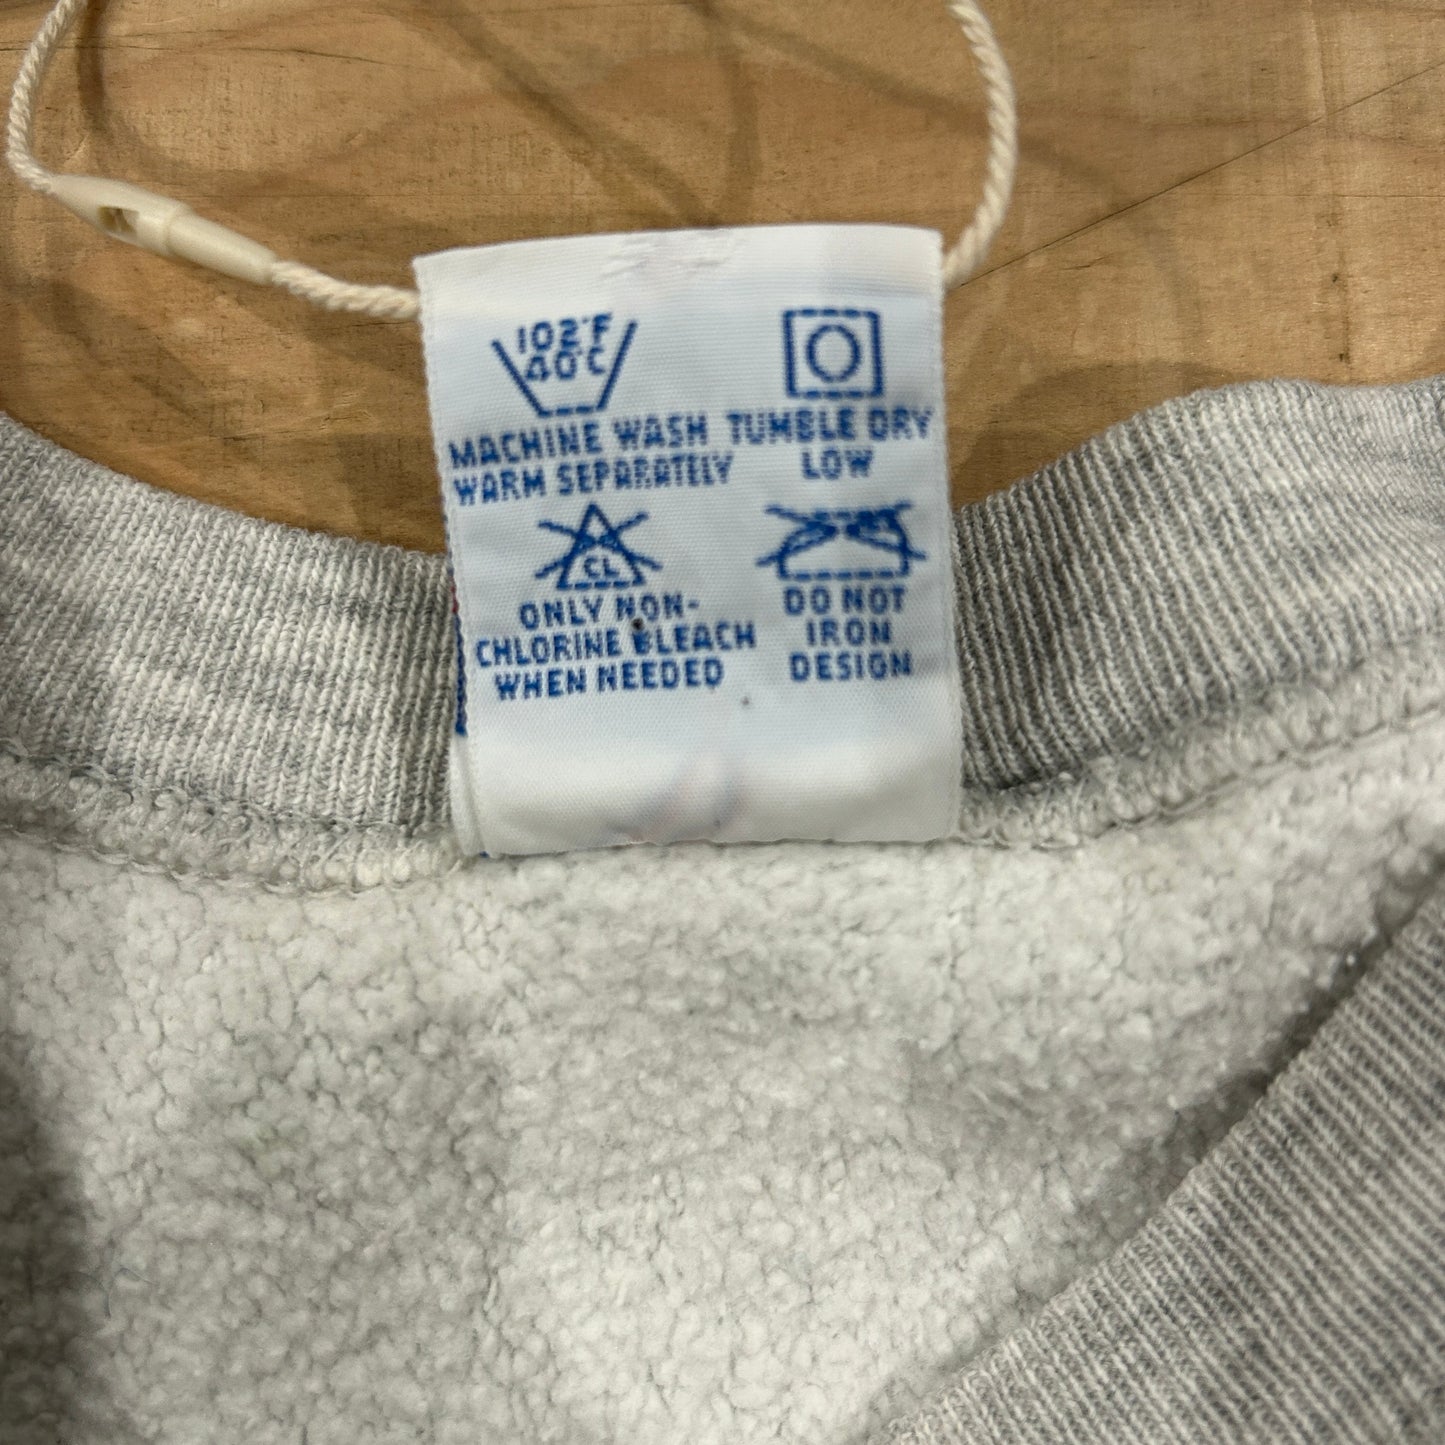 102°F
40°C
MACHINE WASH
WARM SEPARATELY
TUMBLE DRY
LOW
CL
ONLY NON-
CHLORINE BLEACH
WHEN NEEDED
DO NOT
IRON
DESIGN